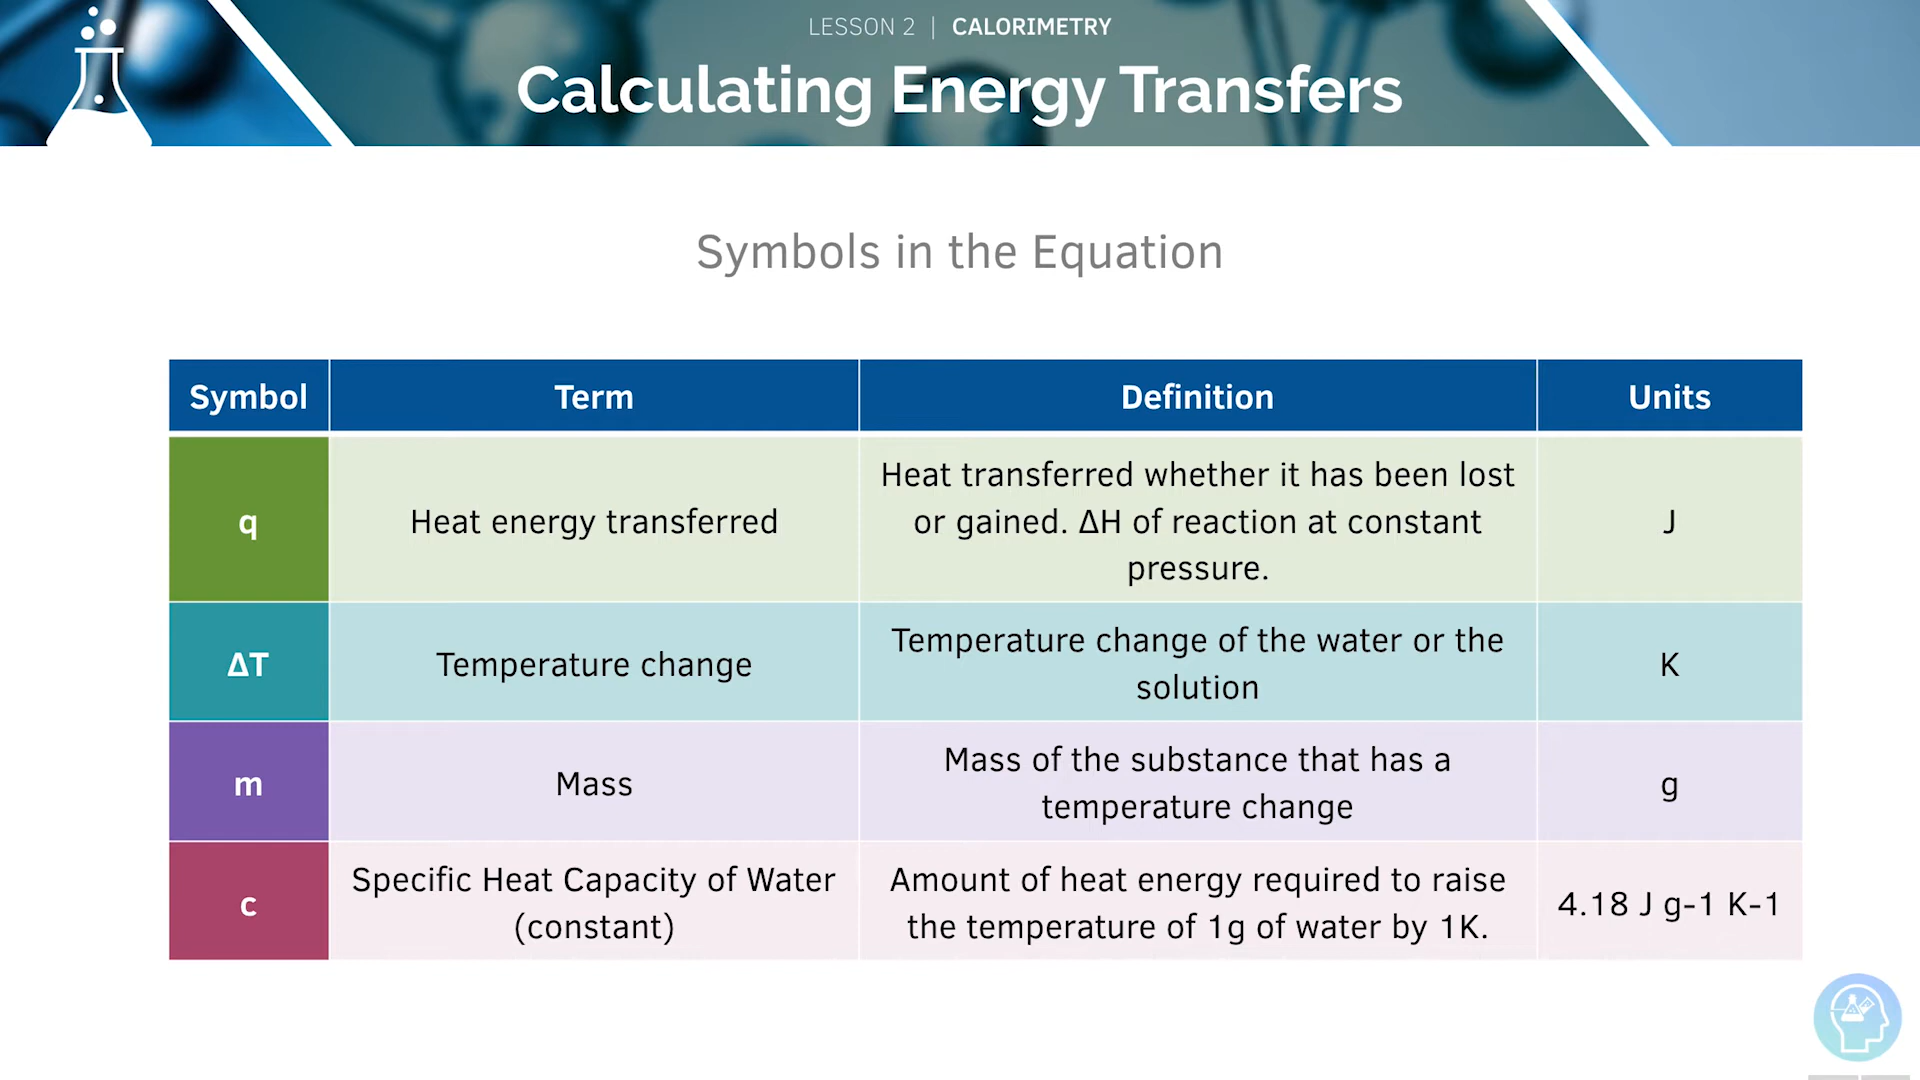 LESSON 2 | CALORIMETRY
Calculating Energy Transfers
Symbols in the Equation
Symbol Term Definition Units
q Heat energy transferred Heat transferred whether it has been lost
or gained. ΔH of reaction at constant
pressure. J
ΔT Temperature change Temperature change of the water or the
solution K
m Mass Mass of the substance that has a
temperature change g
c Specific Heat Capacity of Water
(constant) Amount of heat energy required to raise
the temperature of 1g of water by 1K. 4.18 J g-1 K-1